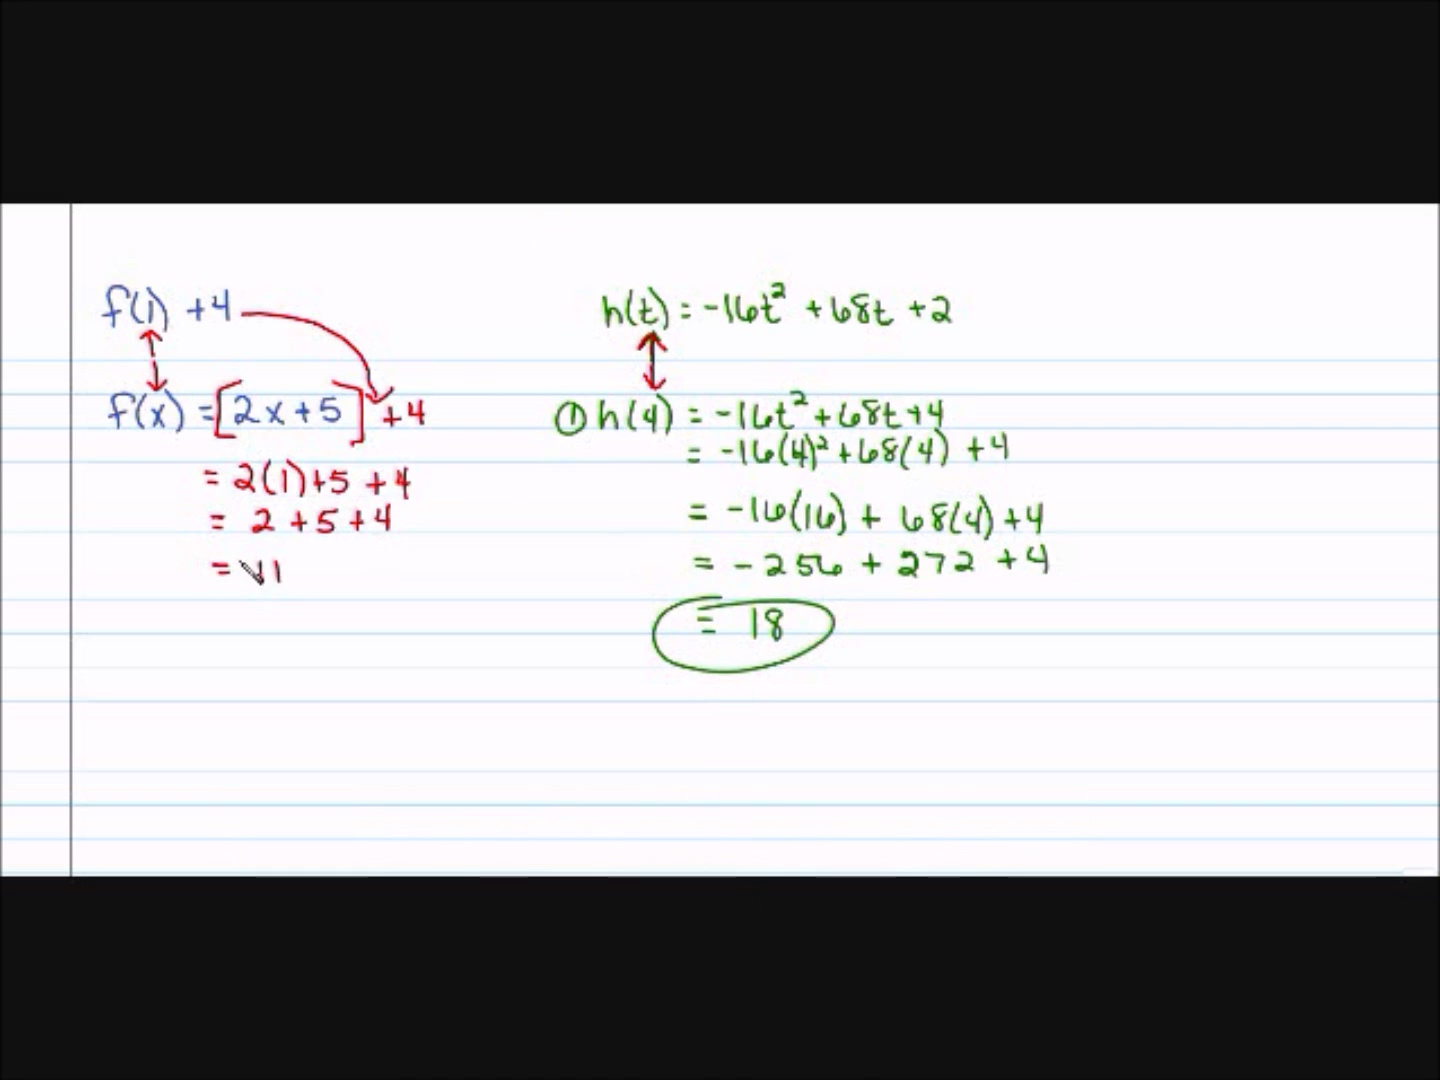 f(1) +4
f(x) = [2x+5] +4
= 2(1)+5 +4
= 2 +5 +4
= 11
h(t) = -16t² +68t +2
① h(4) = -16t² +68t+4
= -16(4)² +68(4) +4
= -16(16) + 68(4) +4
= -256 + 272 +4
= 18